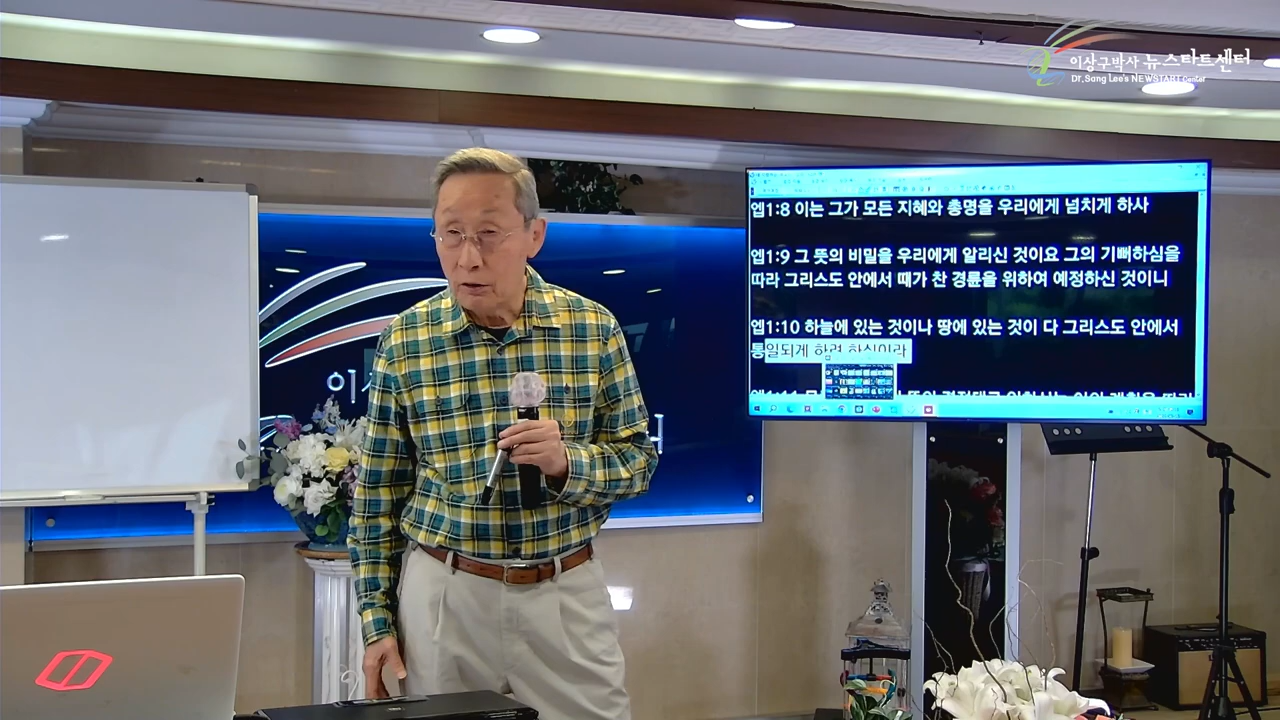 이상구박사 뉴스타트센터
Dr.Sang Lee's NEWSTART Center
엡1:8 이는 그가 모든 지혜와 총명을 우리에게 넘치게 하사
엡1:9 그 뜻의 비밀을 우리에게 알리신 것이요 그의 기뻐하심을
따라 그리스도 안에서 때가 찬 경륜을 위하여 예정하신 것이니
엡1:10 하늘에 있는 것이나 땅에 있는 것이 다 그리스도 안에서
통일되게 하려 하심이라